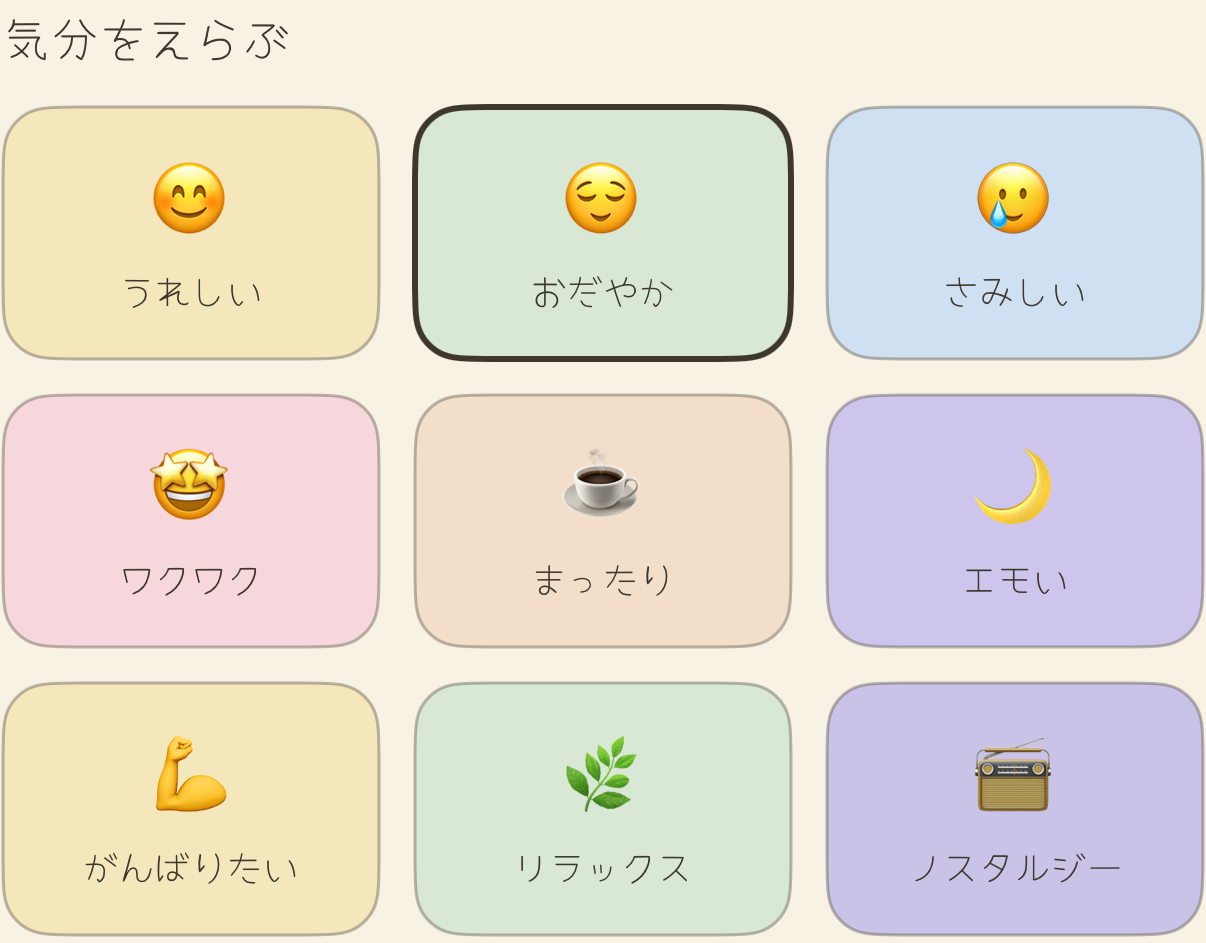 気分をえらぶ
うれしい
おだやか
さみしい
ワクワク
まったり
エモい
がんばりたい
リラックス
ノスタルジー